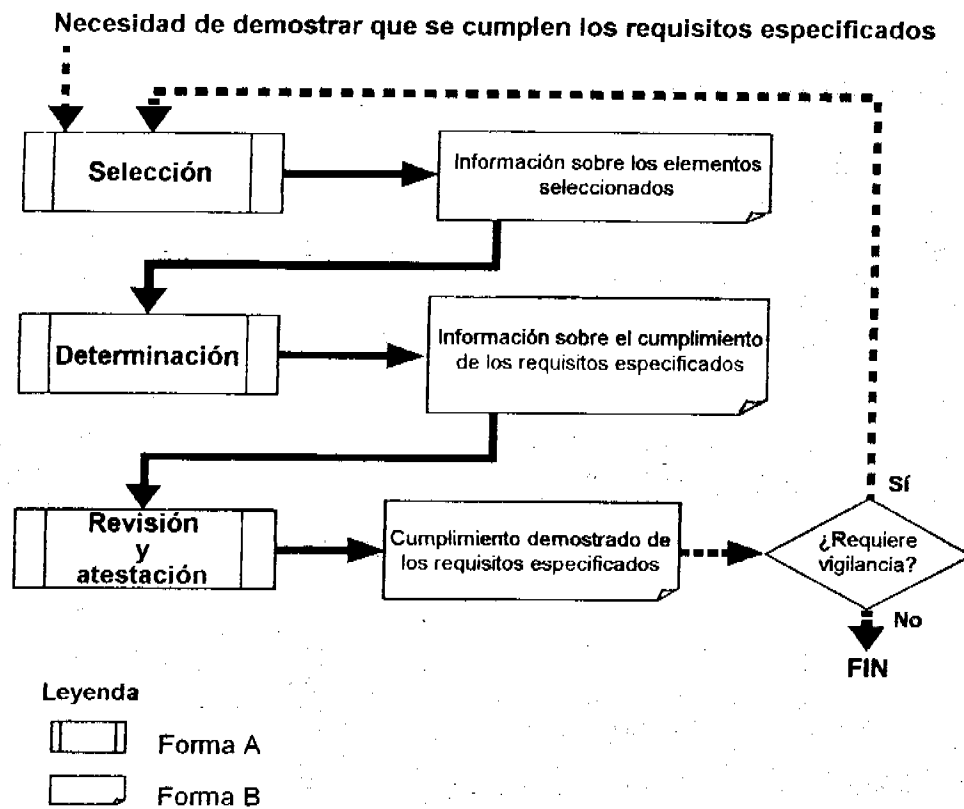 Necesidad de demostrar que se cumplen los requisitos especificados
Selección
Información sobre los elementos
seleccionados
Determinación
Información sobre el cumplimiento
de los requisitos especificados
Revisión
y
atestación
Cumplimiento demostrado de
los requisitos especificados
¿Requiere
vigilancia?
Sí
No
FIN
Leyenda
Forma A
Forma B